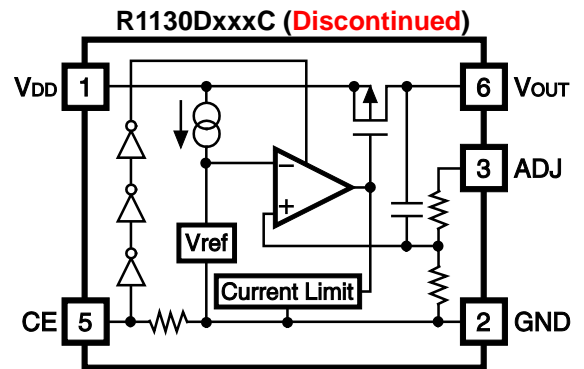 R1130DxxxC (Discontinued)
VDD 1
6 VOUT
3 ADJ
−
+
Vref
Current Limit
CE 5
2 GND